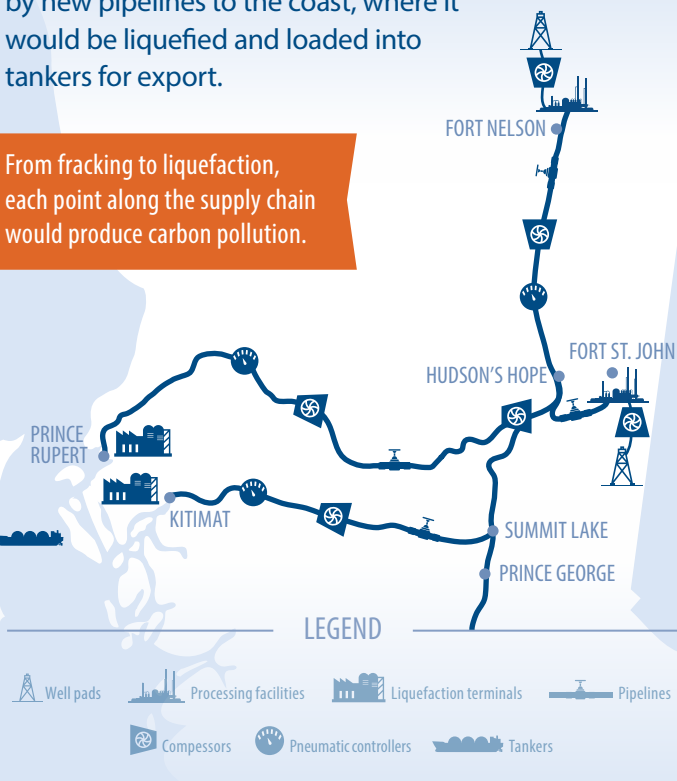 by new pipelines to the coast, where it
would be liquefied and loaded into
tankers for export.
From fracking to liquefaction,
each point along the supply chain
would produce carbon pollution.
FORT NELSON
FORT ST. JOHN
HUDSON'S HOPE
PRINCE
RUPERT
KITIMAT
SUMMIT LAKE
PRINCE GEORGE
LEGEND
Well pads
Processing facilities
Liquefaction terminals
Pipelines
Compessors
Pneumatic controllers
Tankers